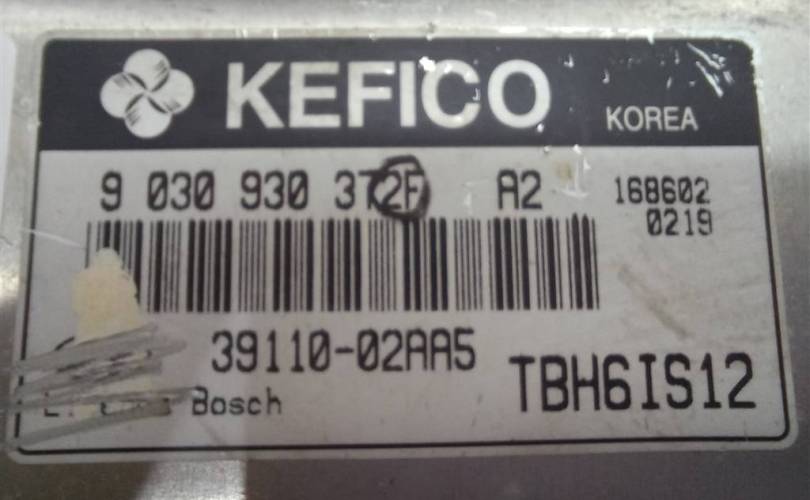 KEFICO
KOREA
9 030 930 372F A2
168602
0219
39110-02AA5
TBH6IS12
Bosch